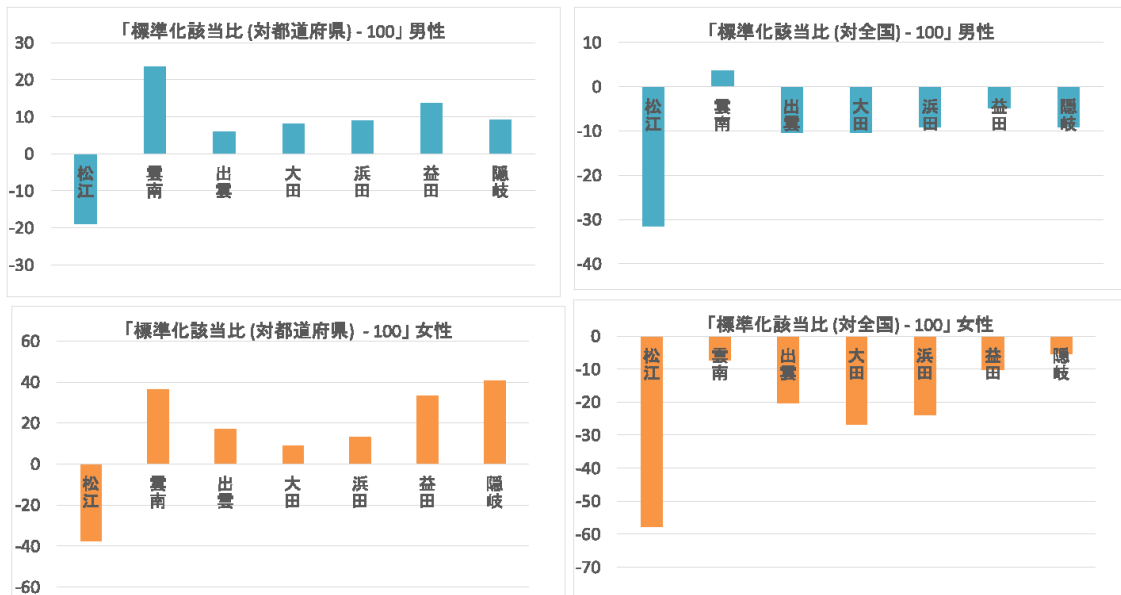 「標準化該当比 (対都道府県) - 100」 男性
30
20
10
0
-10
-20
-30
松江
雲南
出雲
大田
浜田
益田
隠岐
「標準化該当比 (対全国) - 100」 男性
10
0
-10
-20
-30
-40
松江
雲南
出雲
大田
浜田
益田
隠岐
「標準化該当比 (対都道府県) - 100」 女性
60
40
20
0
-20
-40
-60
松江
雲南
出雲
大田
浜田
益田
隠岐
「標準化該当比 (対全国) - 100」 女性
0
-10
-20
-30
-40
-50
-60
-70
松江
雲南
出雲
大田
浜田
益田
隠岐